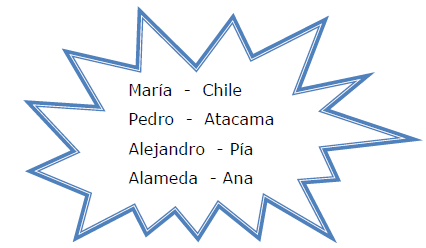 María - Chile
Pedro - Atacama
Alejandro - Pía
Alameda - Ana